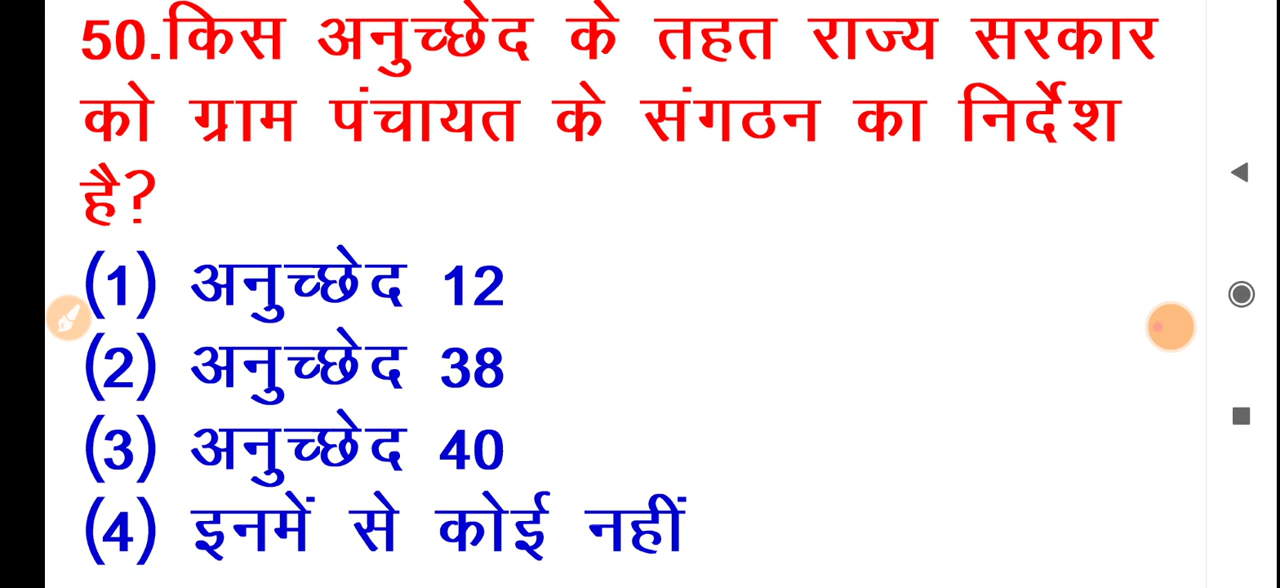 50.किस अनुच्छेद के तहत राज्य सरकार
को ग्राम पंचायत के संगठन का निर्देश
है?
(1) अनुच्छेद 12
(2) अनुच्छेद 38
(3) अनुच्छेद 40
(4) इनमें से कोई नहीं